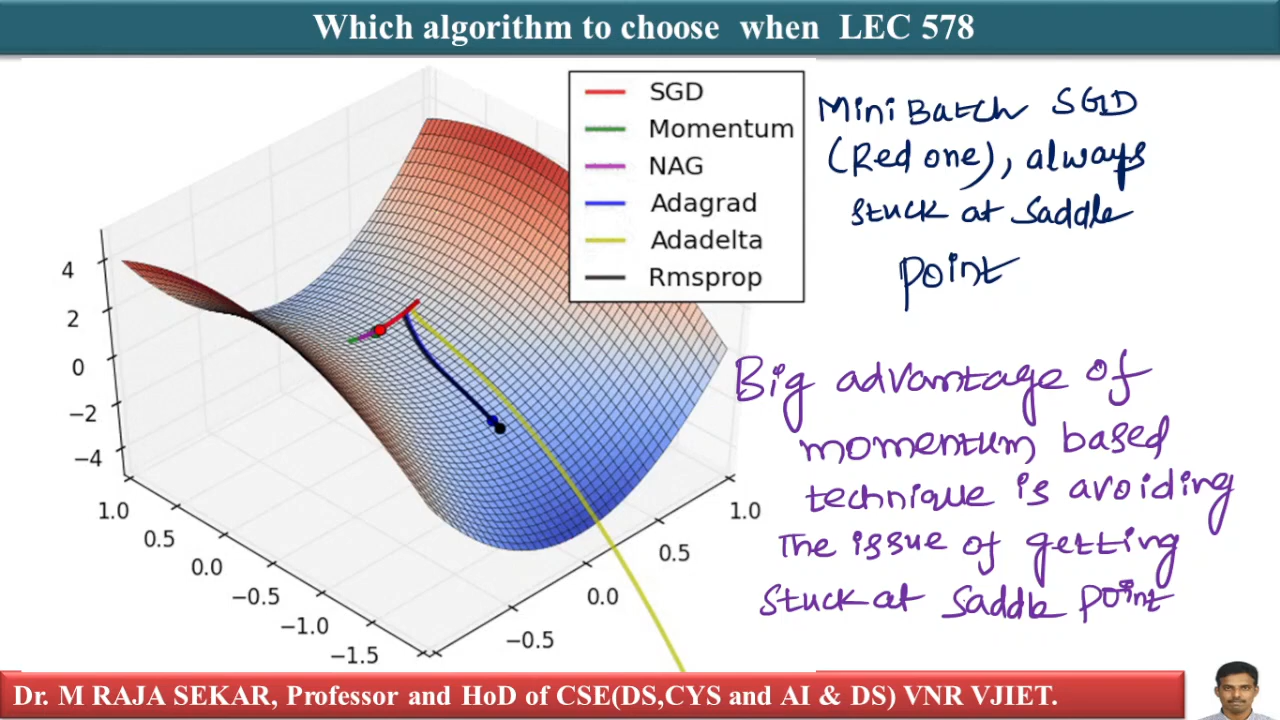 Which algorithm to choose when LEC 578
SGD
Momentum
NAG
Adagrad
Adadelta
Rmsprop
4
2
0
−2
−4
1.0
0.5
0.0
−0.5
−1.0
−1.5
−0.5
0.0
0.5
1.0
Mini Batch SGD
(Red one), always
stuck at saddle
point
Big advantage of
momentum based
technique is avoiding
The issue of getting
stuck at saddle point
Dr. M RAJA SEKAR, Professor and HoD of CSE(DS,CYS and AI & DS) VNR VJIET.